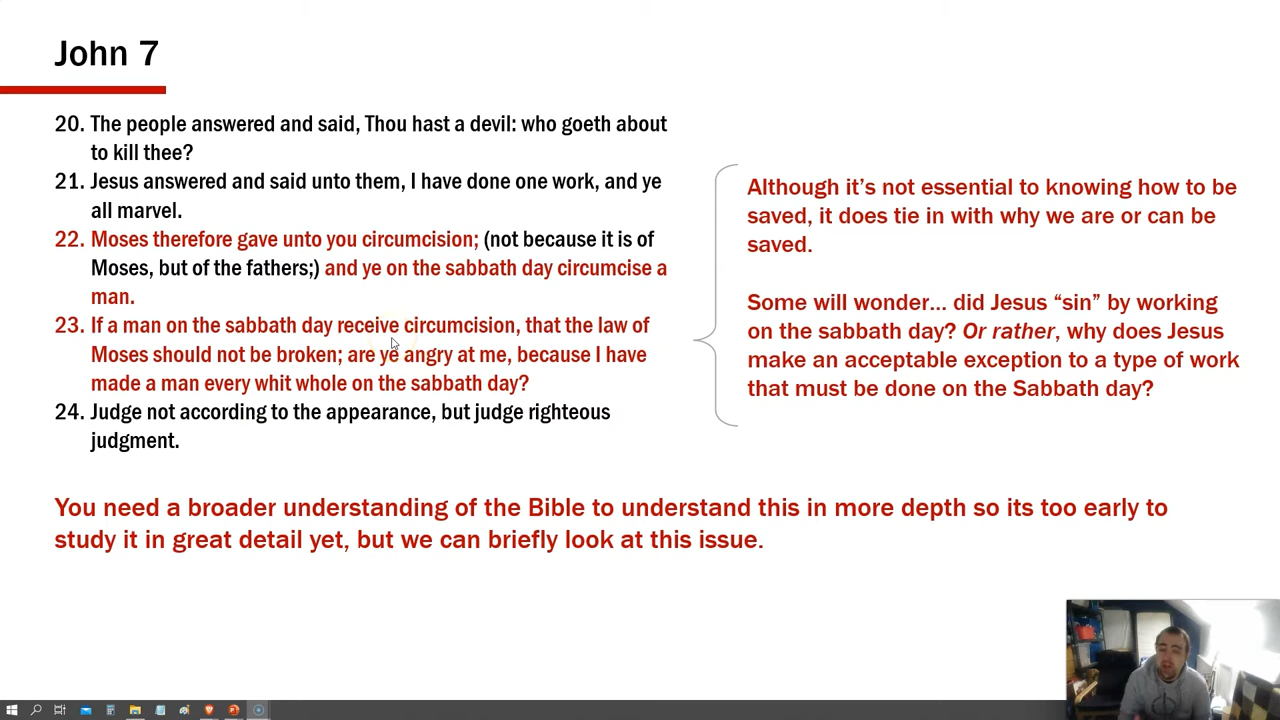 John 7
20. The people answered and said, Thou hast a devil: who goeth about
to kill thee?
21. Jesus answered and said unto them, I have done one work, and ye
all marvel.
22. Moses therefore gave unto you circumcision; (not because it is of
Moses, but of the fathers;) and ye on the sabbath day circumcise a
man.
23. If a man on the sabbath day receive circumcision, that the law of
Moses should not be broken; are ye angry at me, because I have
made a man every whit whole on the sabbath day?
24. Judge not according to the appearance, but judge righteous
judgment.
Although it’s not essential to knowing how to be
saved, it does tie in with why we are or can be
saved.
Some will wonder… did Jesus “sin” by working
on the sabbath day? Or rather, why does Jesus
make an acceptable exception to a type of work
that must be done on the Sabbath day?
You need a broader understanding of the Bible to understand this in more depth so its too early to
study it in great detail yet, but we can briefly look at this issue.